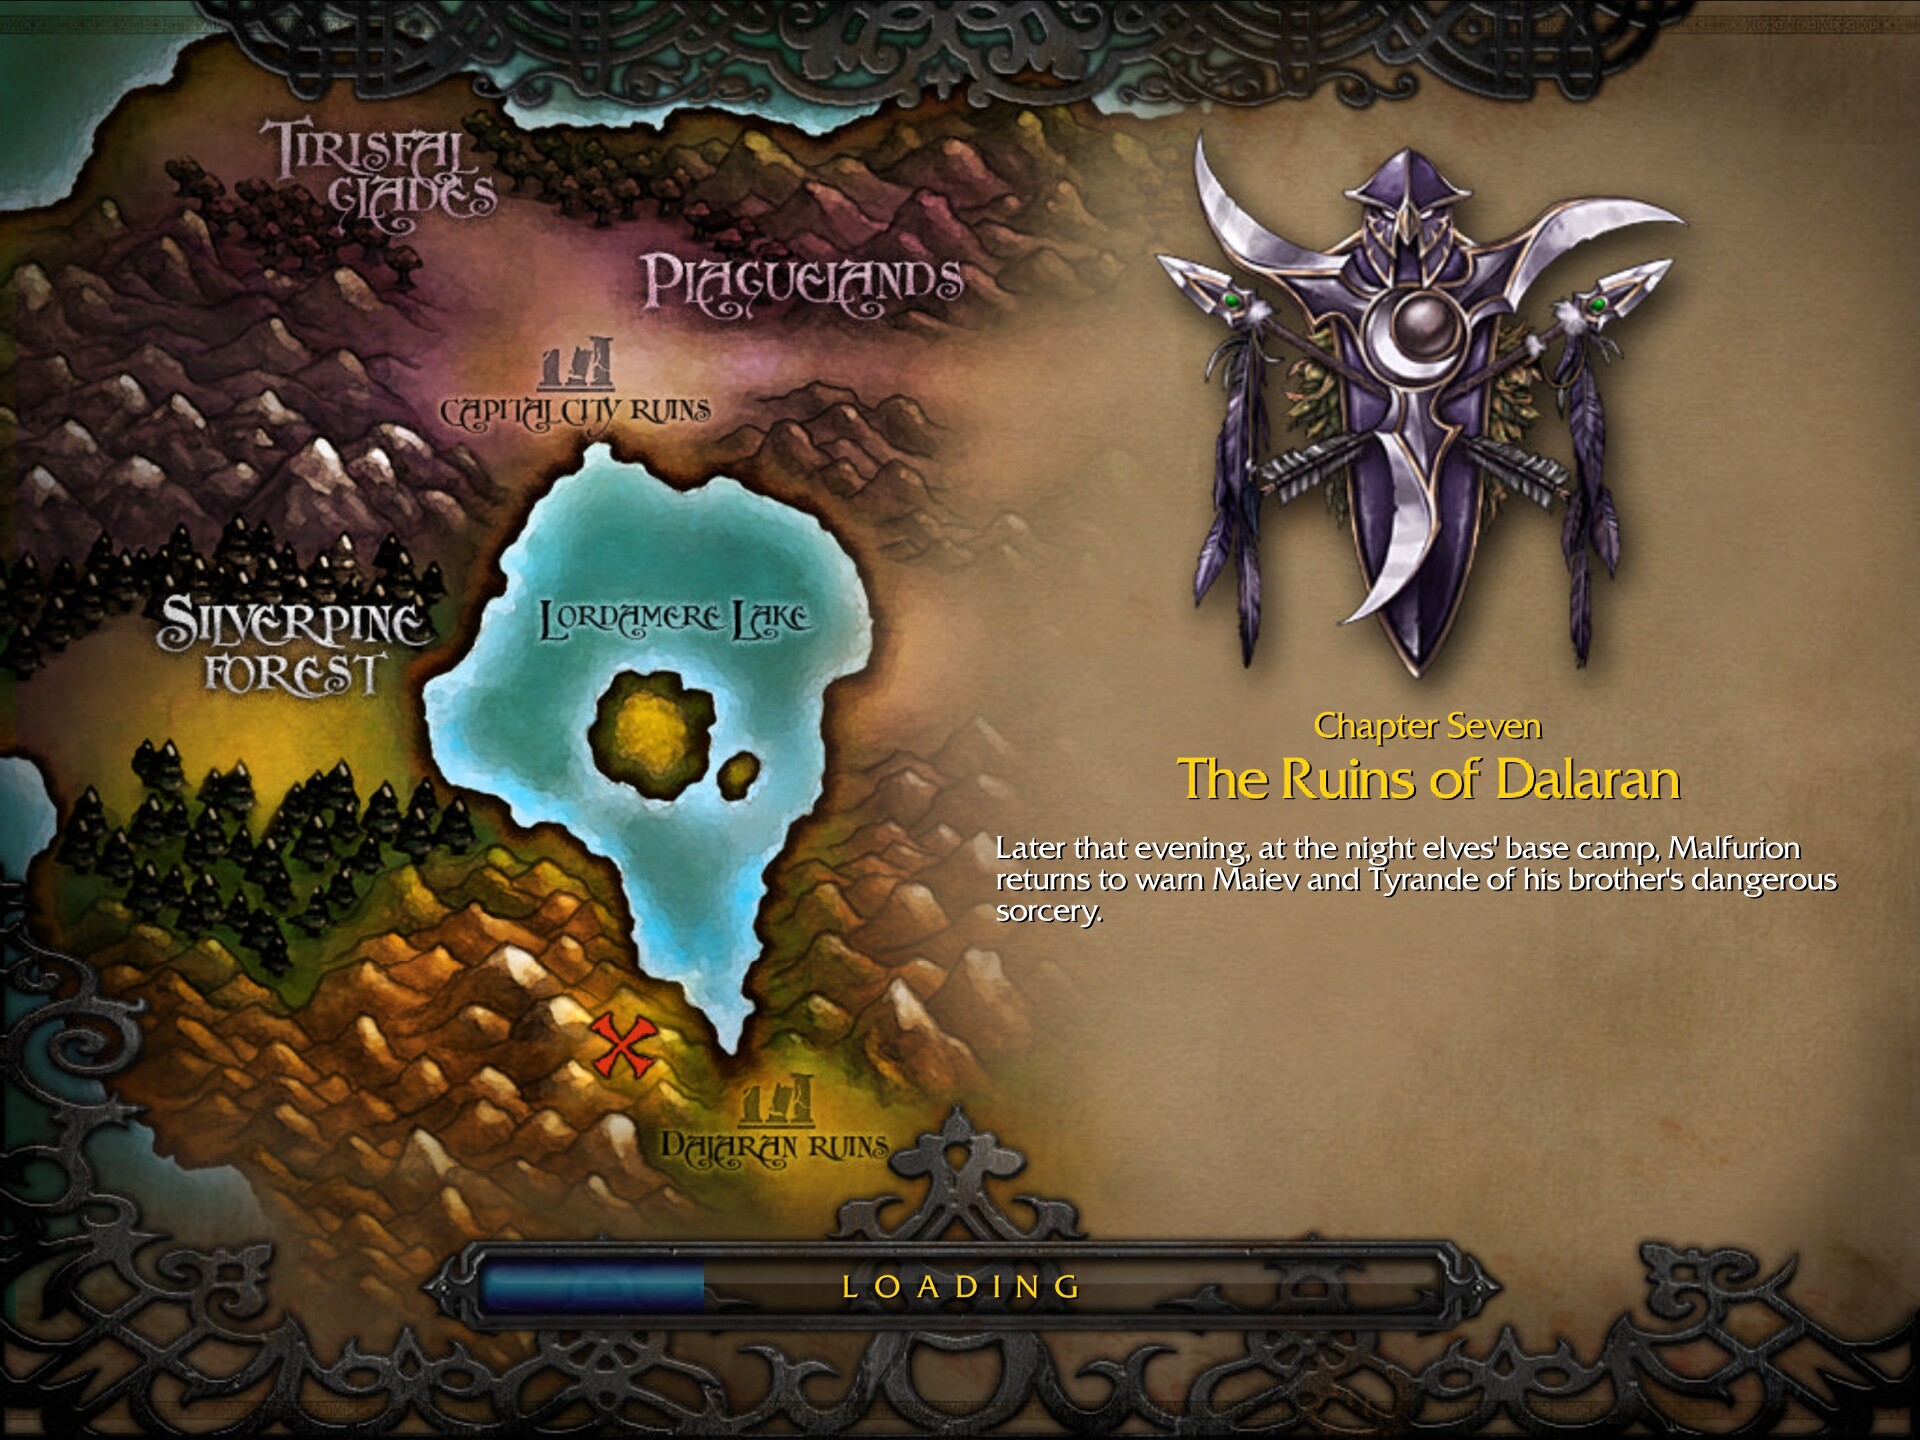 TIRISFAL
GLADES
PLAGUELANDS
CAPITAL CITY RUINS
LORDAMERE LAKE
SILVERPINE
FOREST
DALARAN RUINS
Chapter Seven
The Ruins of Dalaran
Later that evening, at the night elves' base camp, Malfurion
returns to warn Maiev and Tyrande of his brother's dangerous
sorcery.
LOADING